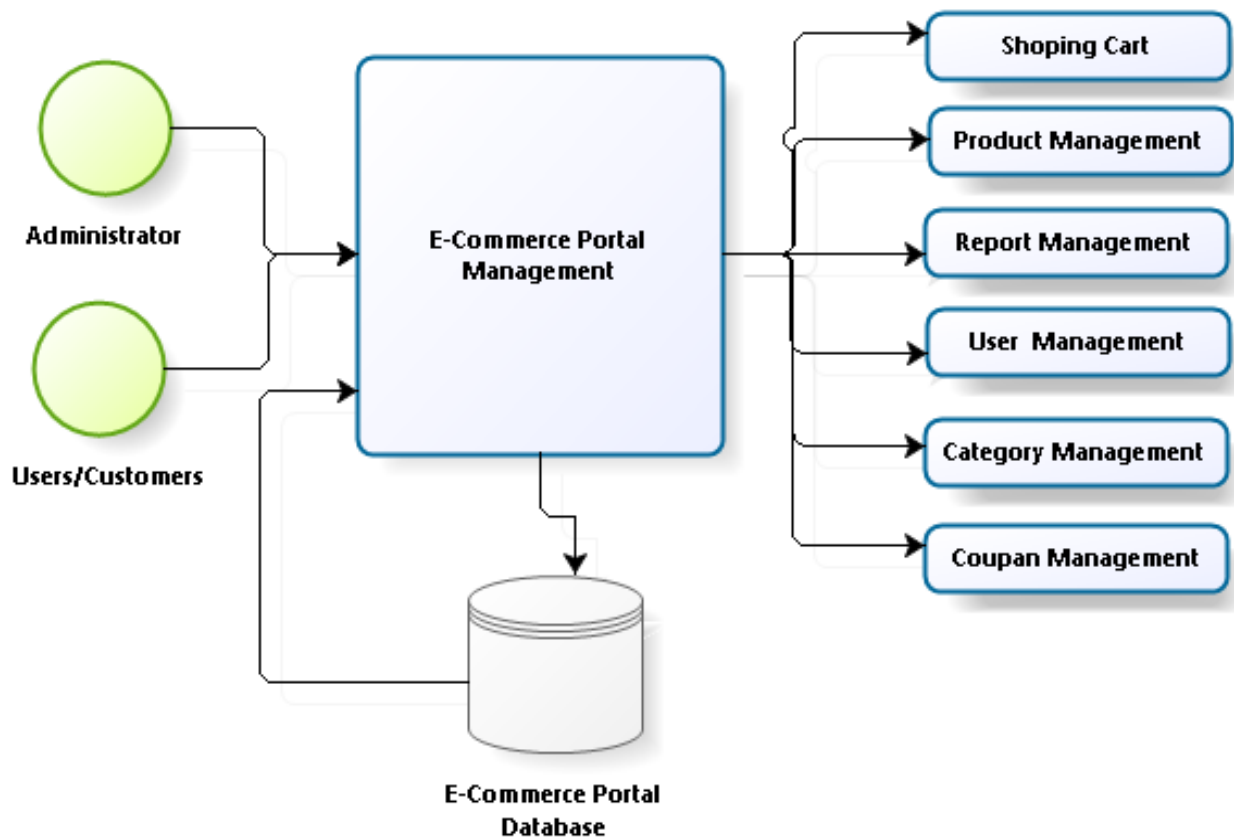 Administrator
Users/Customers
E-Commerce Portal
Management
E-Commerce Portal
Database
Shoping Cart
Product Management
Report Management
User  Management
Category Management
Coupan Management